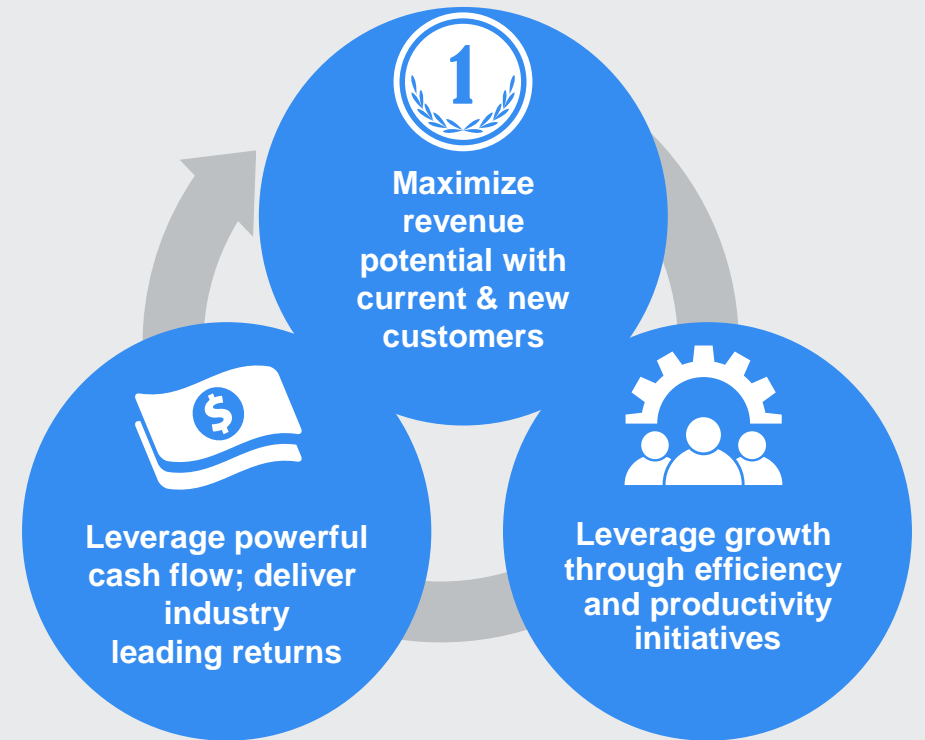 1
Maximize
revenue
potential with
current & new
customers
$
Leverage powerful
cash flow; deliver
industry
leading returns
Leverage growth
through efficiency
and productivity
initiatives